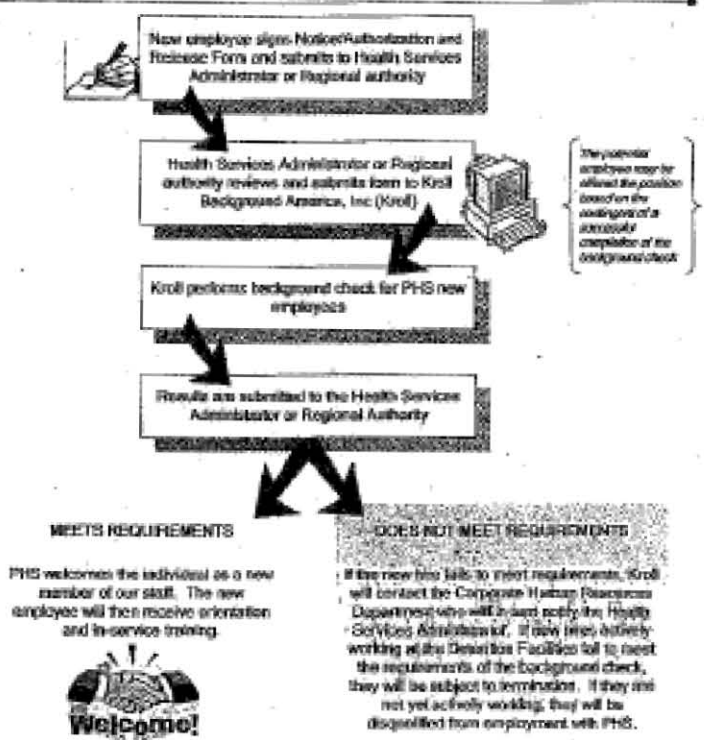 New employee signs Notice/Authorization and
Release Form and submits to Health Services
Administrator or Regional authority
Health Services Administrator or Regional
authority reviews and submits form to Kroll
Background America, Inc (Kroll)
The potential
employee may be
offered the position
based on the
contingent of a
successful
completion of the
background check
Kroll performs background check for PHS new
employees
Results are submitted to the Health Services
Administrator or Regional Authority
MEETS REQUIREMENTS
PHS welcomes the individual as a new
member of our staff. The new
employee will then receive orientation
and in-service training.
Welcome!
DOES NOT MEET REQUIREMENTS
If the new hire fails to meet requirements, Kroll
will contact the Corporate Human Resources
Department who will in turn notify the Health
Services Administrator. If new hires actively
working at the Detention Facilities fail to meet
the requirements of the background check,
they will be subject to termination. If they are
not yet actively working, they will be
disqualified from employment with PHS.